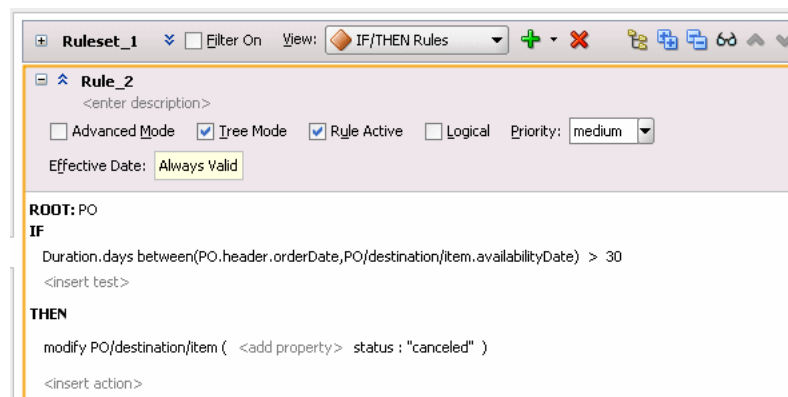 Ruleset_1 Filter On View: IF/THEN Rules
Rule_2
<enter description>
Advanced Mode Tree Mode Rule Active Logical Priority: medium
Effective Date: Always Valid
ROOT: PO
IF
Duration.days between(PO.header.orderDate,PO/destination/item.availabilityDate) > 30
<insert test>
THEN
modify PO/destination/item ( <add property> status : "canceled" )
<insert action>